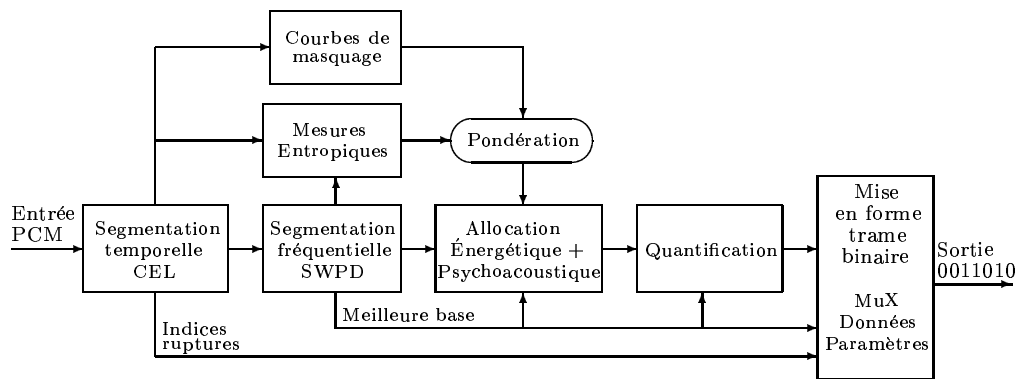 Courbes de
masquage
Mesures
Entropiques
Pondération
Entrée
PCM
Segmentation
temporelle
CEL
Segmentation
fréquentielle
SWPD
Allocation
Énergétique +
Psychoacoustique
Quantification
Mise
en forme
trame
binaire
MuX
Données
Paramètres
Sortie
0011010
Meilleure base
Indices
ruptures